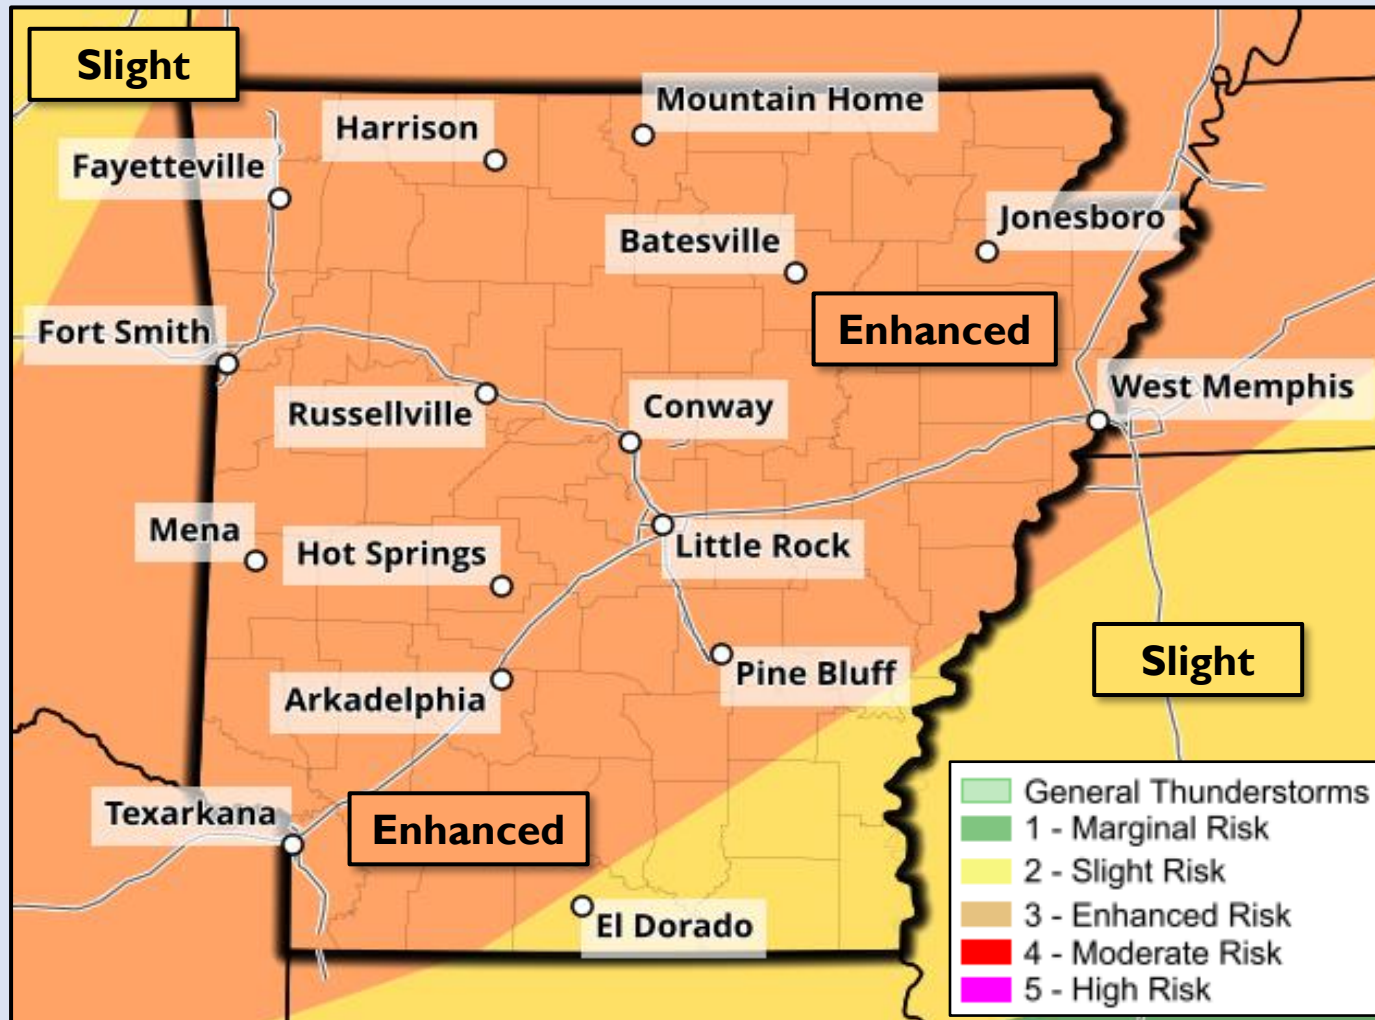 Slight
Mountain Home
Harrison
Fayetteville
Jonesboro
Batesville
Enhanced
Fort Smith
West Memphis
Russellville
Conway
Mena
Hot Springs
Little Rock
Slight
Pine Bluff
Arkadelphia
Texarkana
Enhanced
El Dorado
General Thunderstorms
1 - Marginal Risk
2 - Slight Risk
3 - Enhanced Risk
4 - Moderate Risk
5 - High Risk